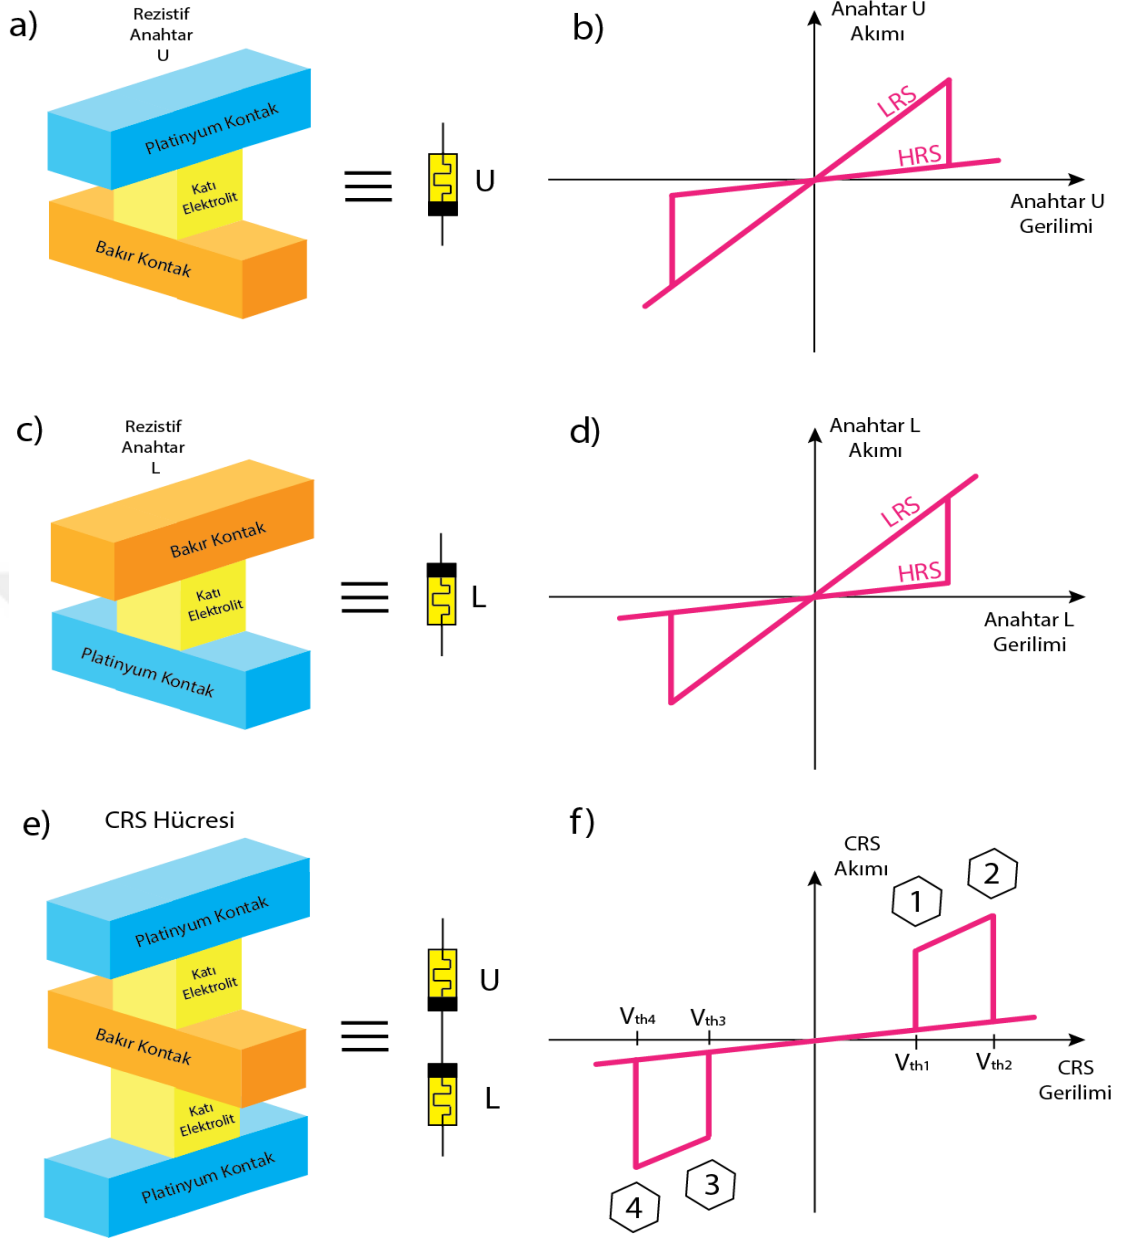 a)
Rezistif
Anahtar
U
Platinyum Kontak
Katı
Elektrolit
Bakır Kontak
U
b)
Anahtar U
Akımı
LRS
HRS
Anahtar U
Gerilimi
c)
Rezistif
Anahtar
L
Bakır Kontak
Katı
Elektrolit
Platinyum Kontak
L
d)
Anahtar L
Akımı
LRS
HRS
Anahtar L
Gerilimi
e)
CRS Hücresi
Platinyum Kontak
Katı
Elektrolit
Bakır Kontak
Katı
Elektrolit
Platinyum Kontak
U
L
f)
CRS
Akımı
1
2
Vth4
Vth3
Vth1
Vth2
CRS
Gerilimi
3
4